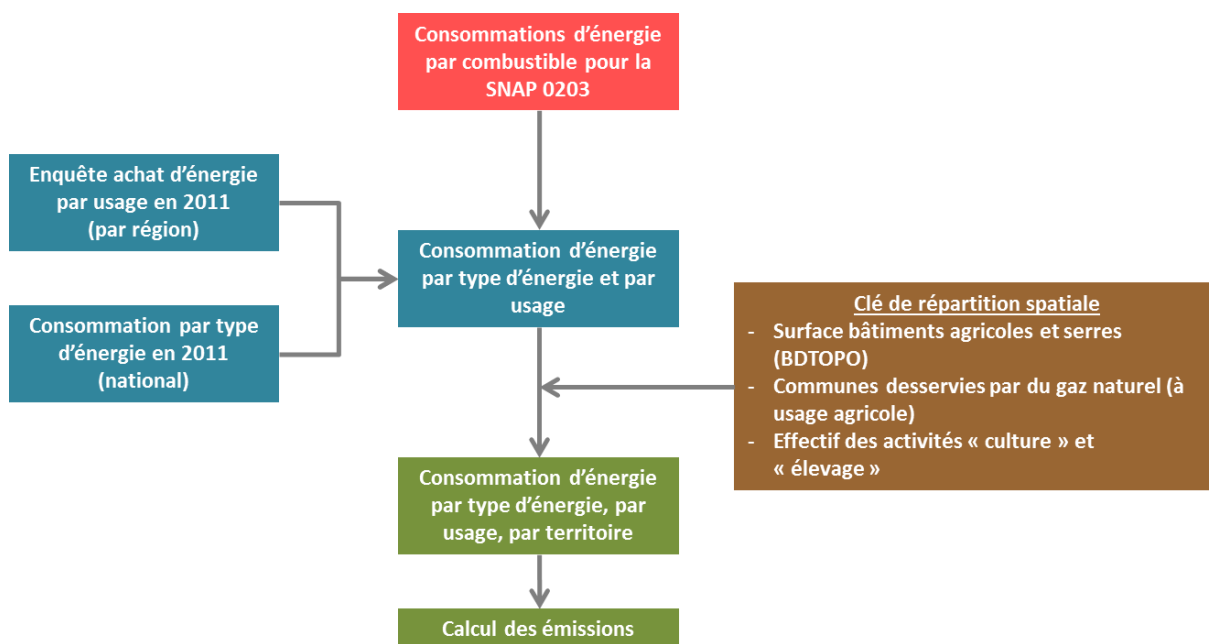 Consommations d’énergie
par combustible pour la
SNAP 0203
Enquête achat d’énergie
par usage en 2011
(par région)
Consommation d’énergie
par type d’énergie et par
usage
Consommation par type
d’énergie en 2011
(national)
Clé de répartition spatiale
- Surface bâtiments agricoles et serres
(BDTOPO)
- Communes desservies par du gaz naturel (à
usage agricole)
- Effectif des activités « culture » et
« élevage »
Consommation d’énergie
par type d’énergie, par
usage, par territoire
Calcul des émissions